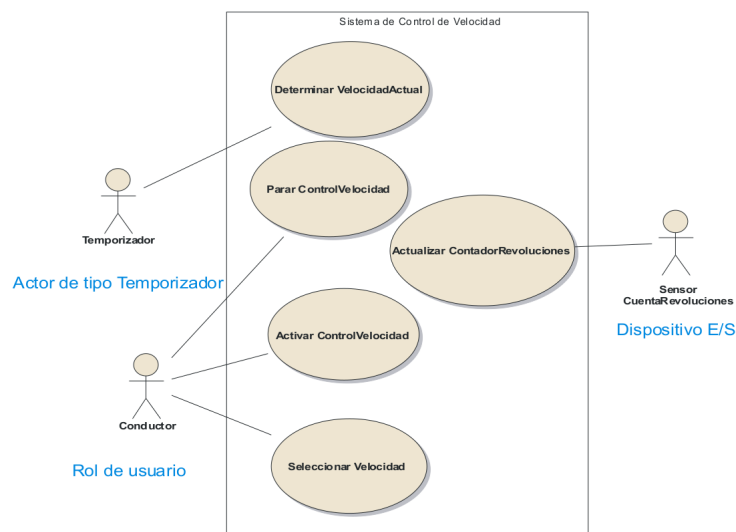 Sistema de Control de Velocidad
Determinar VelocidadActual
Parar ControlVelocidad
Temporizador
Actualizar ContadorRevoluciones
Actor de tipo Temporizador
Sensor
CuentaRevoluciones
Dispositivo E/S
Activar ControlVelocidad
Conductor
Rol de usuario
Seleccionar Velocidad